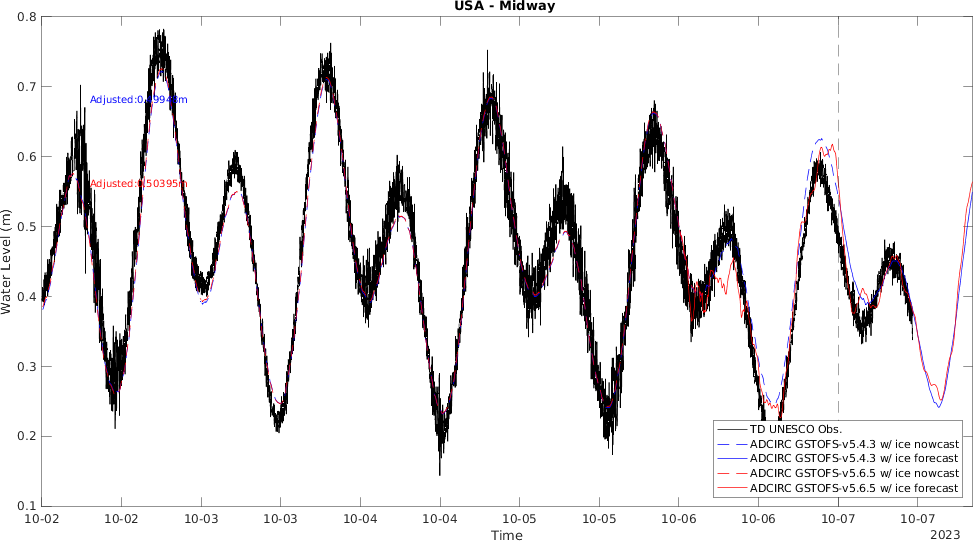 USA - Midway
0.8
0.7
0.6
0.5
0.4
0.3
0.2
0.1
Water Level (m)
Adjusted:0.50395m
TD UNESCO Obs.
ADCIRC GSTOFS-v5.4.3 w/ ice nowcast
ADCIRC GSTOFS-v5.4.3 w/ ice forecast
ADCIRC GSTOFS-v5.6.5 w/ ice nowcast
ADCIRC GSTOFS-v5.6.5 w/ ice forecast
10-02 10-02 10-03 10-03 10-04 10-04 10-05 10-05 10-06 10-06 10-07 10-07
Time
2023